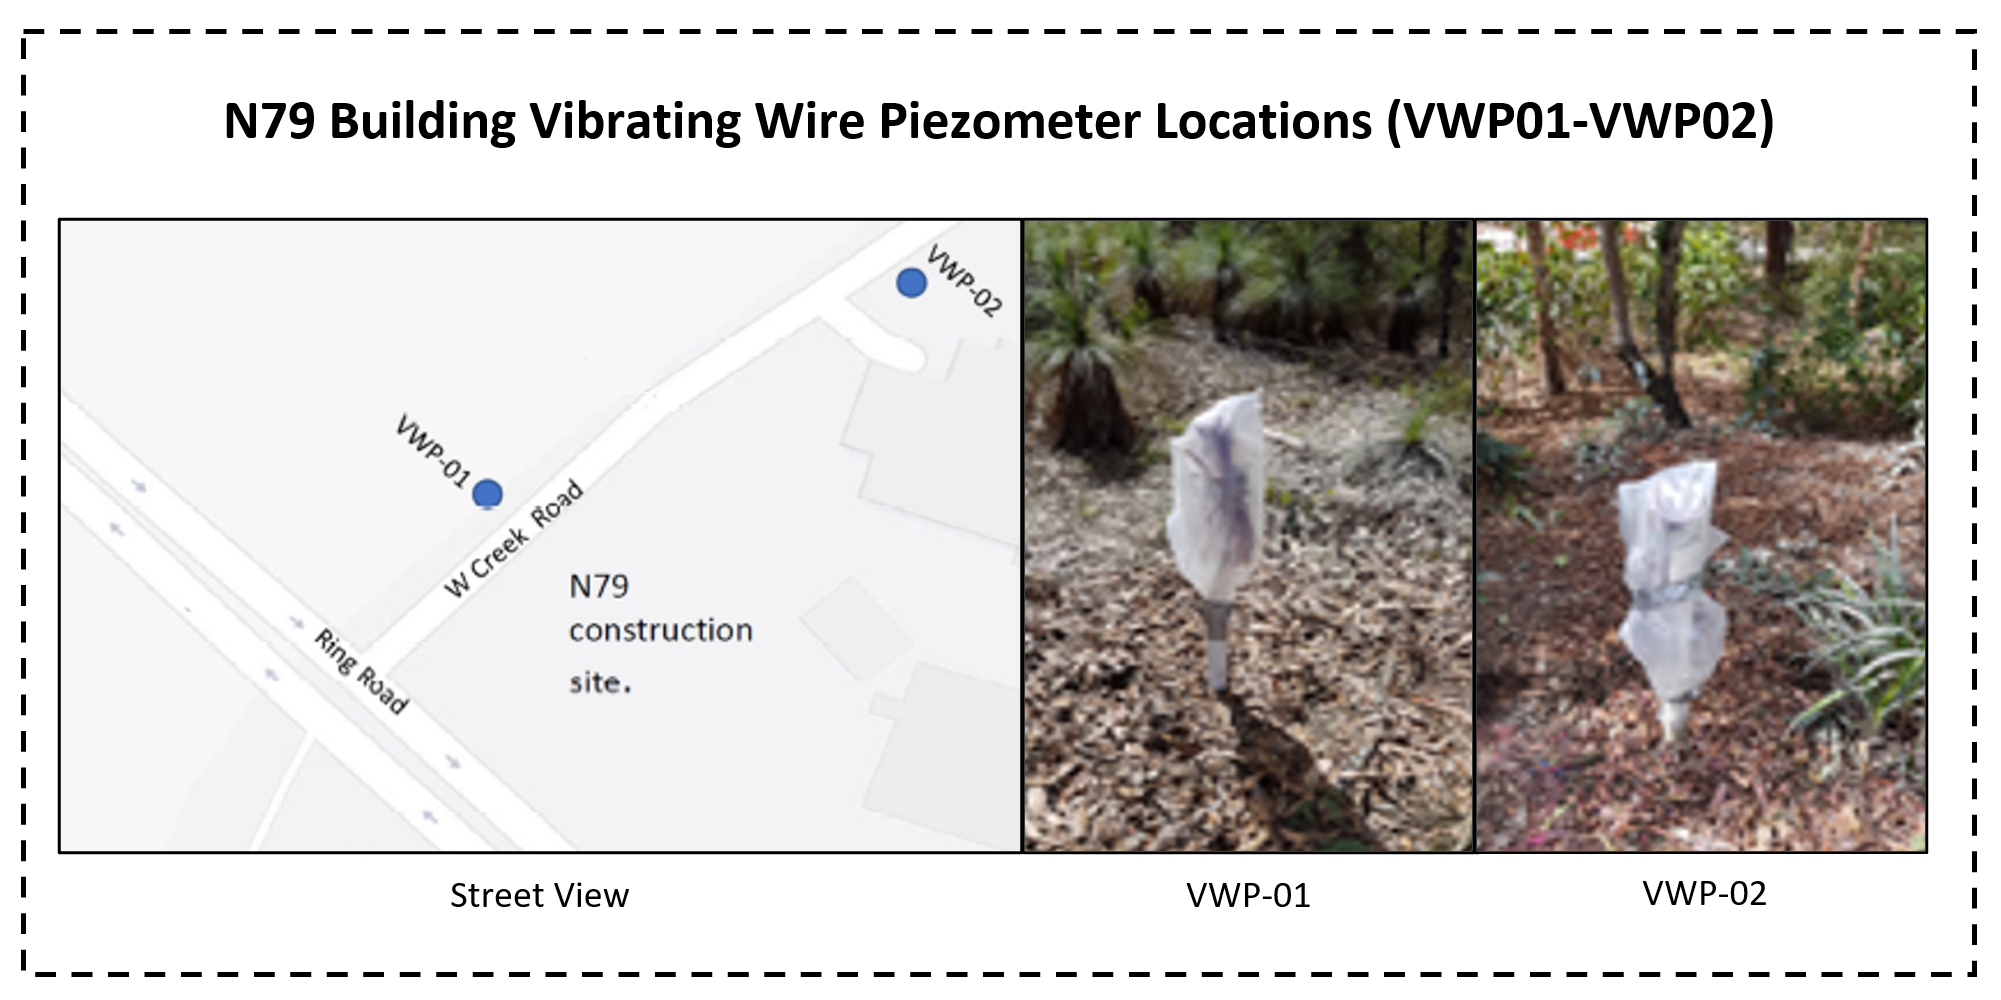 N79 Building Vibrating Wire Piezometer Locations (VWP01-VWP02)
VWP-02
VWP-01
W Creek Road
N79
construction
site.
Ring Road
Street View
VWP-01
VWP-02